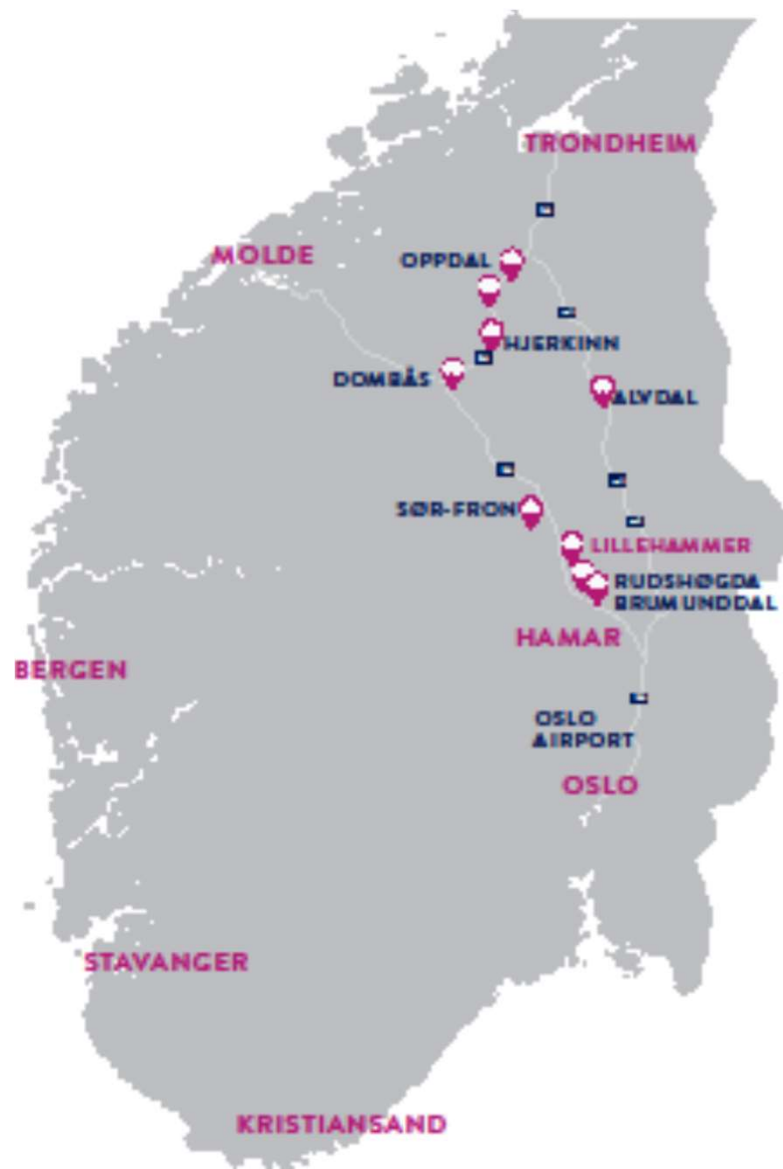 TRONDHEIM
MOLDE
OPPDAL
HJERKINN
DOMBÅS
ALVDAL
SØR-FRON
LILLEHAMMER
RUDSHØGDA
BRUMUNDDAL
HAMAR
BERGEN
OSLO
AIRPORT
OSLO
STAVANGER
KRISTIANSAND